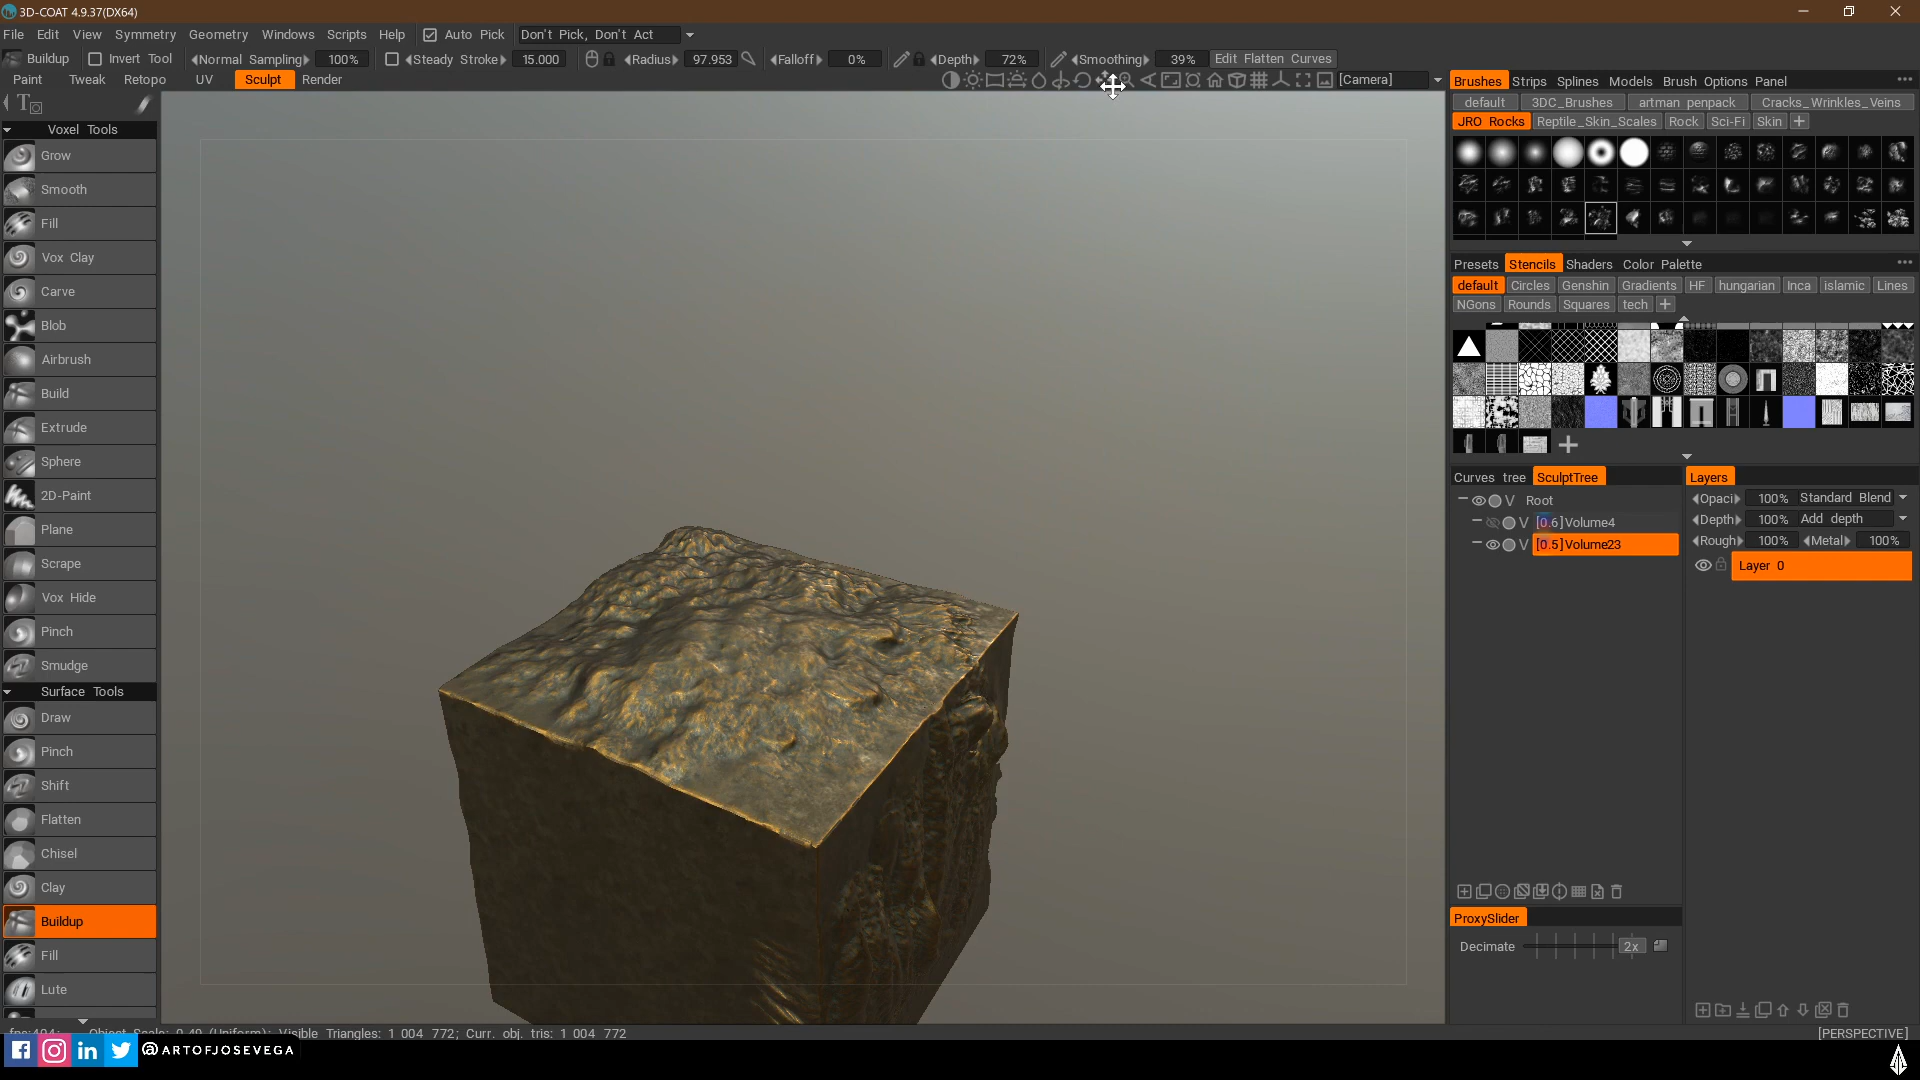 3D-COAT 4.9.37(DX64)
File Edit View Symmetry Geometry Windows Scripts Help Auto Pick Don't Pick, Don't Act
Buildup Invert Tool Normal Sampling 100% Steady Stroke 15.000 Radius 97.953 Falloff 0% Depth 72% Smoothing 39% Edit Flatten Curves
Paint Tweak Retopo UV Sculpt Render [Camera]
Voxel Tools
Grow
Smooth
Fill
Vox Clay
Carve
Blob
Airbrush
Build
Extrude
Sphere
2D-Paint
Plane
Scrape
Vox Hide
Pinch
Smudge
Surface Tools
Draw
Pinch
Shift
Flatten
Chisel
Clay
Buildup
Fill
Lute
Brushes Strips Splines Models Brush Options Panel
default 3DC_Brushes artman penpack Cracks_Wrinkles_Veins
JRO Rocks Reptile_Skin_Scales Rock Sci-Fi Skin +
Presets Stencils Shaders Color Palette
default Circles Genshin Gradients HF hungarian Inca islamic Lines
NGons Rounds Squares tech +
Curves tree SculptTree
V Root
V [0.6]Volume4
V [0.5]Volume23
Layers
Opaci 100% Standard Blend
Depth 100% Add depth
Rough 100% Metal 100%
Layer 0
ProxySlider
Decimate 2x
fps:404; Object Scale: 0.40 (Uniform); Visible Triangles: 1 004 772; Curr. obj. tris: 1 004 772
[PERSPECTIVE]
@ARTOFJOSEVEGA